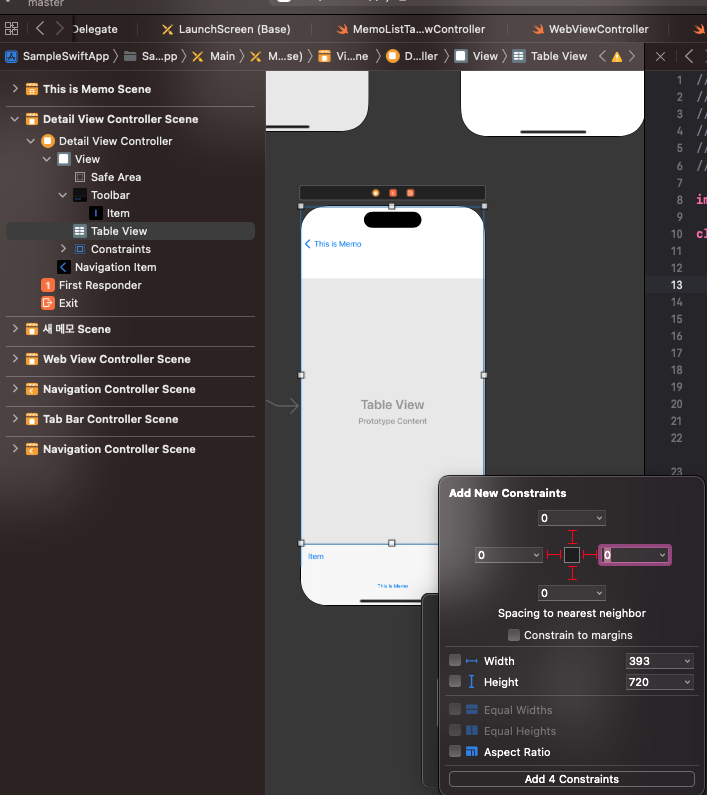 master
Delegate
LaunchScreen (Base)
MemoListTa...wController
WebViewController
SampleSwiftApp
Sa...pp
Main
M...se)
Vi...ne
D...ller
View
Table View
This is Memo Scene
Detail View Controller Scene
Detail View Controller
View
Safe Area
Toolbar
Item
Table View
Constraints
Navigation Item
First Responder
Exit
새 메모 Scene
Web View Controller Scene
Navigation Controller Scene
Tab Bar Controller Scene
Navigation Controller Scene
This is Memo
Table View
Prototype Content
Item
This is Memo
1 //
2 //
3 //
4 //
5 //
6 //
7
8 im
9
10 cl
11
12
13
14
15
16
17
18
19
20
21
22
23
Add New Constraints
0
0
0
0
Spacing to nearest neighbor
Constrain to margins
Width 393
Height 720
Equal Widths
Equal Heights
Aspect Ratio
Add 4 Constraints